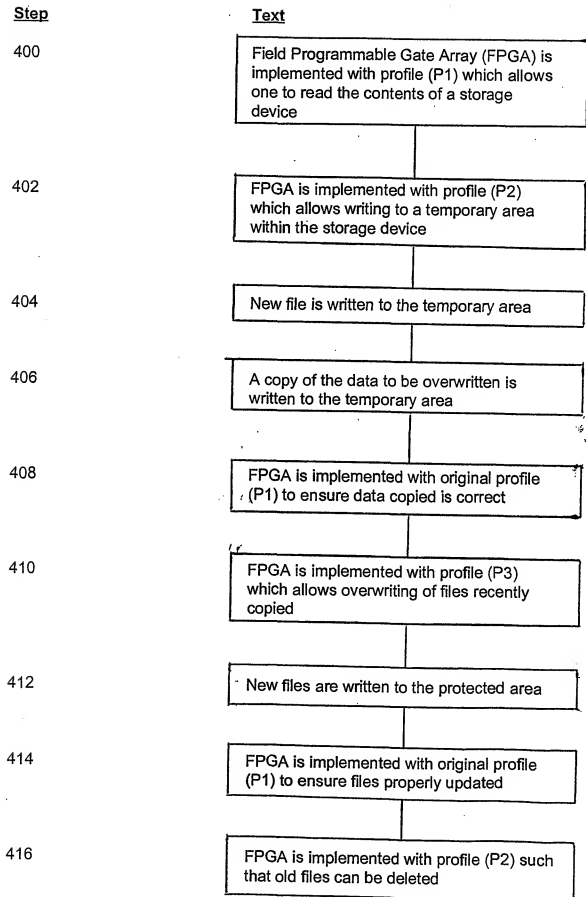 Step Text
400 Field Programmable Gate Array (FPGA) is
implemented with profile (P1) which allows
one to read the contents of a storage
device
402 FPGA is implemented with profile (P2)
which allows writing to a temporary area
within the storage device
404 New file is written to the temporary area
406 A copy of the data to be overwritten is
written to the temporary area
408 FPGA is implemented with original profile
(P1) to ensure data copied is correct
410 FPGA is implemented with profile (P3)
which allows overwriting of files recently
copied
412 New files are written to the protected area
414 FPGA is implemented with original profile
(P1) to ensure files properly updated
416 FPGA is implemented with profile (P2) such
that old files can be deleted